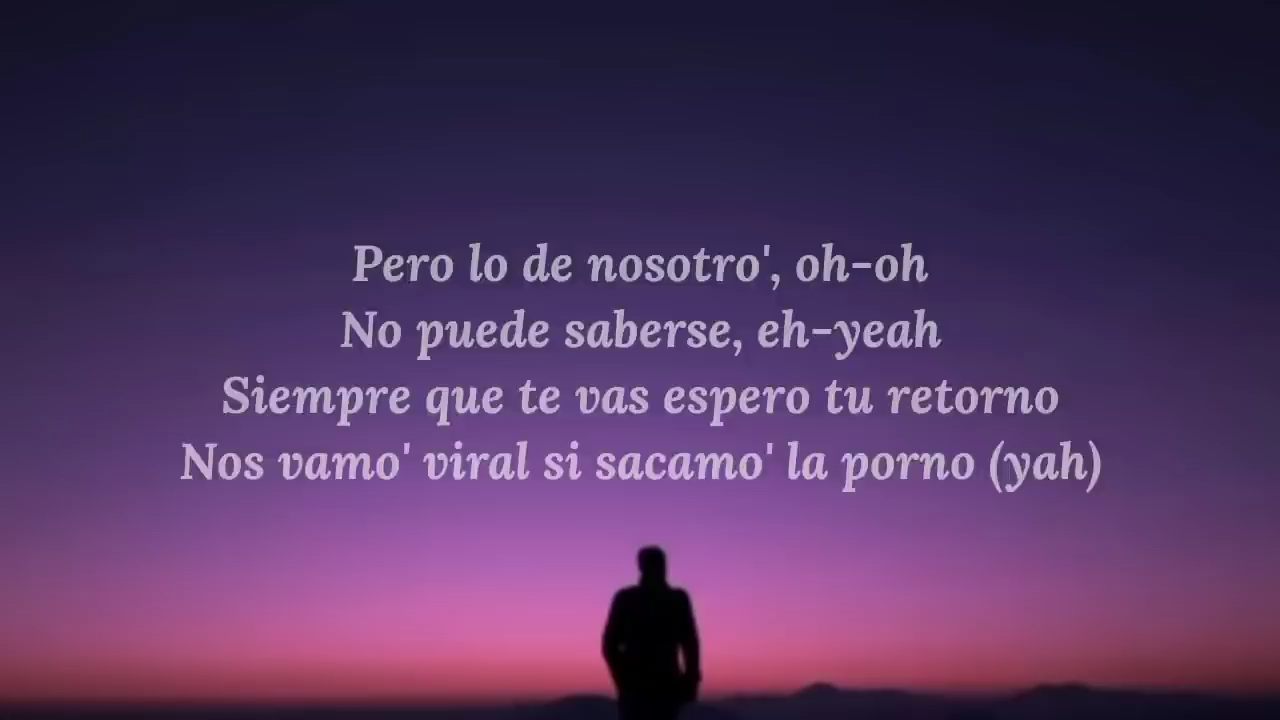 Pero lo de nosotro', oh-oh
No puede saberse, eh-yeah
Siempre que te vas espero tu retorno
Nos vamo' viral si sacamo' la porno (yah)